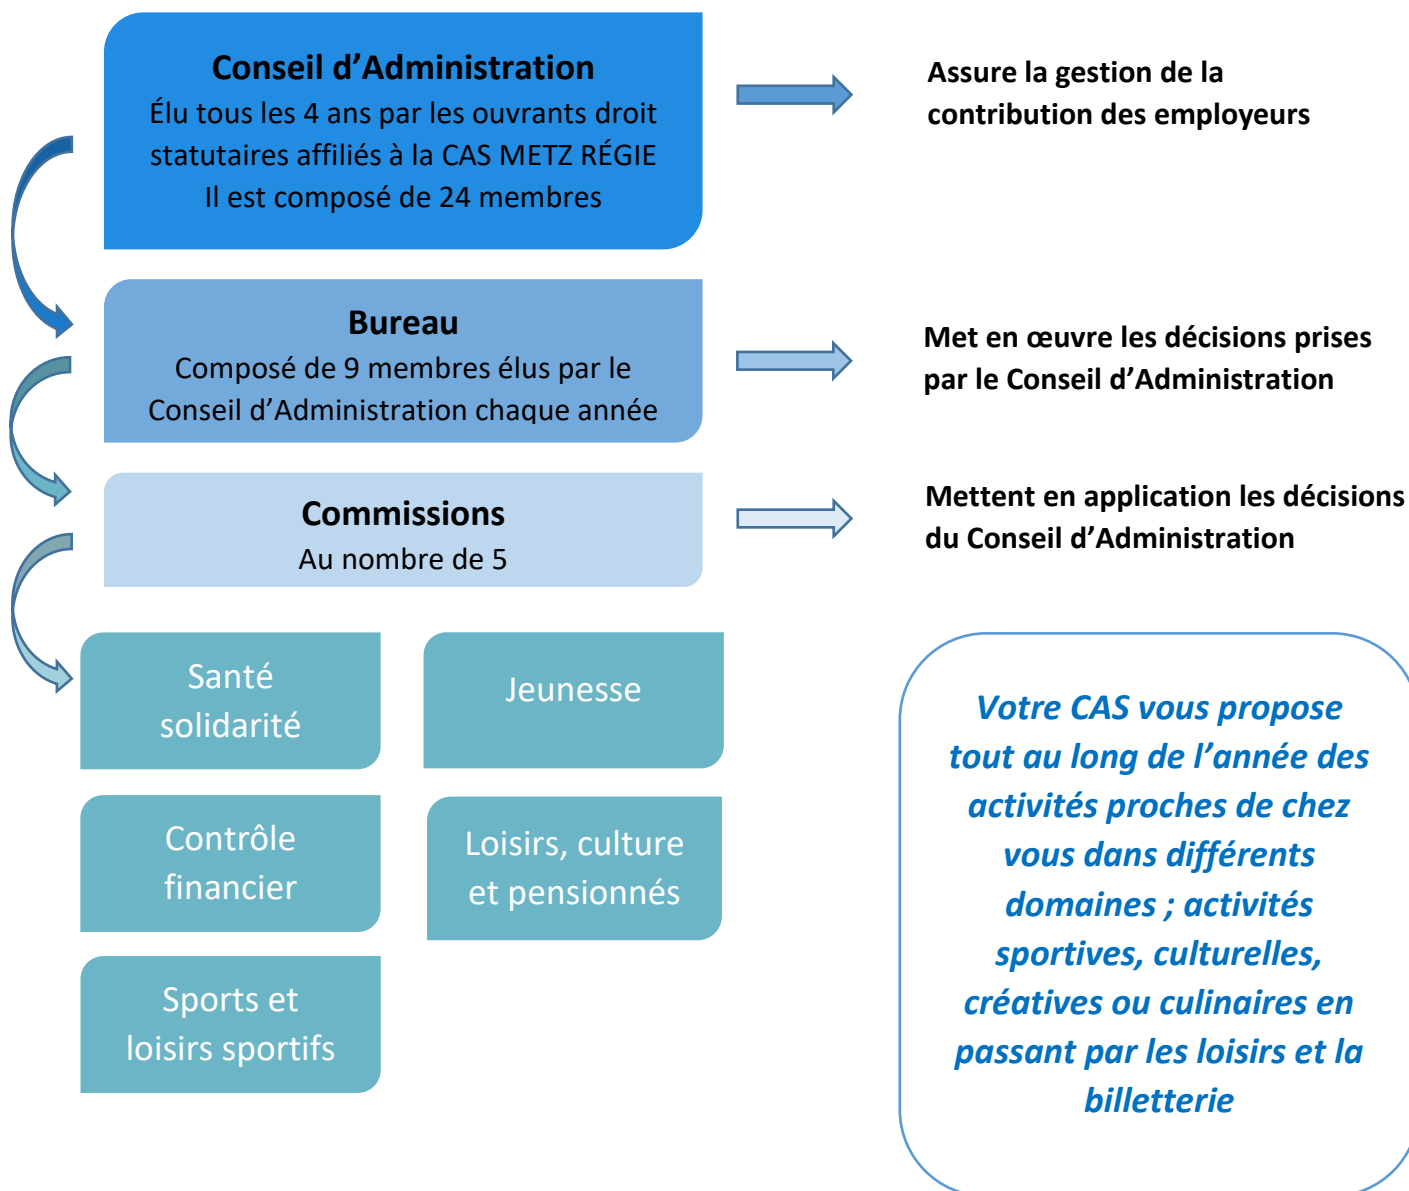 Conseil d’Administration
Élu tous les 4 ans par les ouvrants droit
statutaires affiliés à la CAS METZ RÉGIE
Il est composé de 24 membres
Assure la gestion de la
contribution des employeurs
Bureau
Composé de 9 membres élus par le
Conseil d’Administration chaque année
Met en œuvre les décisions prises
par le Conseil d’Administration
Commissions
Au nombre de 5
Mettent en application les décisions
du Conseil d’Administration
Santé
solidarité
Jeunesse
Contrôle
financier
Loisirs, culture
et pensionnés
Sports et
loisirs sportifs
Votre CAS vous propose
tout au long de l’année des
activités proches de chez
vous dans différents
domaines ; activités
sportives, culturelles,
créatives ou culinaires en
passant par les loisirs et la
billetterie